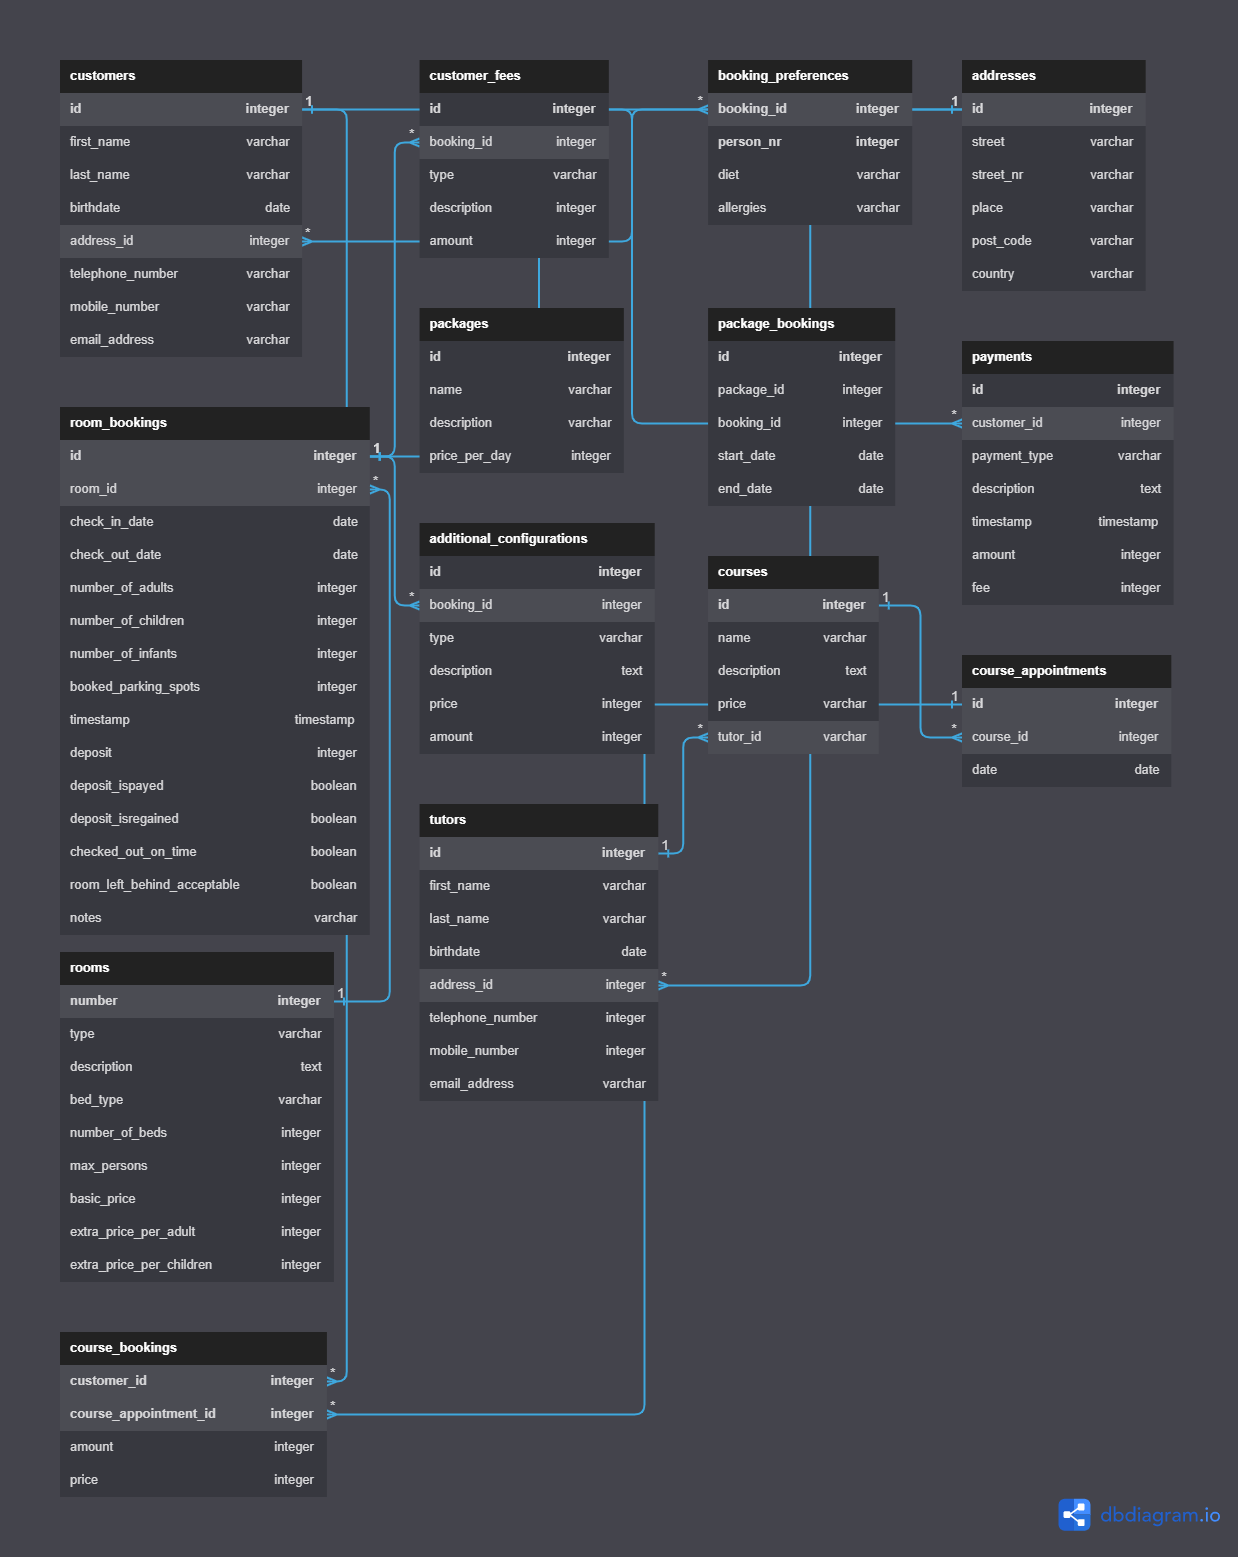 customers
id integer
first_name varchar
last_name varchar
birthdate date
address_id integer
telephone_number varchar
mobile_number varchar
email_address varchar
1
*
customer_fees
id integer
booking_id integer
type varchar
description integer
amount integer
*
booking_preferences
booking_id integer
person_nr integer
diet varchar
allergies varchar
*
addresses
id integer
street varchar
street_nr varchar
place varchar
post_code varchar
country varchar
1
packages
id integer
name varchar
description varchar
price_per_day integer
package_bookings
id integer
package_id integer
booking_id integer
start_date date
end_date date
payments
id integer
customer_id integer
payment_type varchar
description text
timestamp timestamp
amount integer
fee integer
*
room_bookings
id integer
room_id integer
check_in_date date
check_out_date date
number_of_adults integer
number_of_children integer
number_of_infants integer
booked_parking_spots integer
timestamp timestamp
deposit integer
deposit_ispayed boolean
deposit_isregained boolean
checked_out_on_time boolean
room_left_behind_acceptable boolean
notes varchar
1
*
additional_configurations
id integer
booking_id integer
type varchar
description text
price integer
amount integer
*
courses
id integer
name varchar
description text
price varchar
tutor_id varchar
1
*
course_appointments
id integer
course_id integer
date date
1
*
tutors
id integer
first_name varchar
last_name varchar
birthdate date
address_id integer
telephone_number integer
mobile_number integer
email_address varchar
1
*
rooms
number integer
type varchar
description text
bed_type varchar
number_of_beds integer
max_persons integer
basic_price integer
extra_price_per_adult integer
extra_price_per_children integer
1
course_bookings
customer_id integer
course_appointment_id integer
amount integer
price integer
*
*
dbdiagram.io